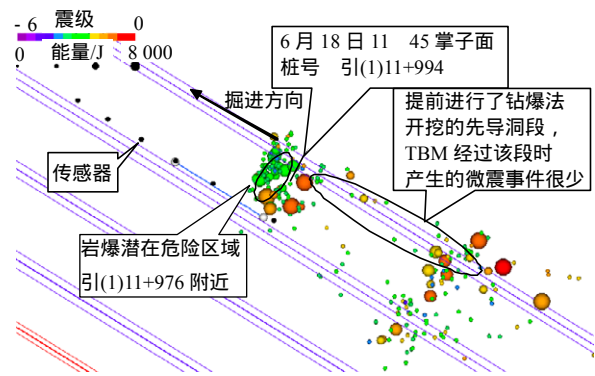 - 6 震级 0
0 能量/J 8 000
6 月 18 日 11 45 掌子面
桩号 引(1)11+994
掘进方向
提前进行了钻爆法
开挖的先导洞段，
TBM 经过该段时
产生的微震事件很少
传感器
岩爆潜在危险区域
引(1)11+976 附近